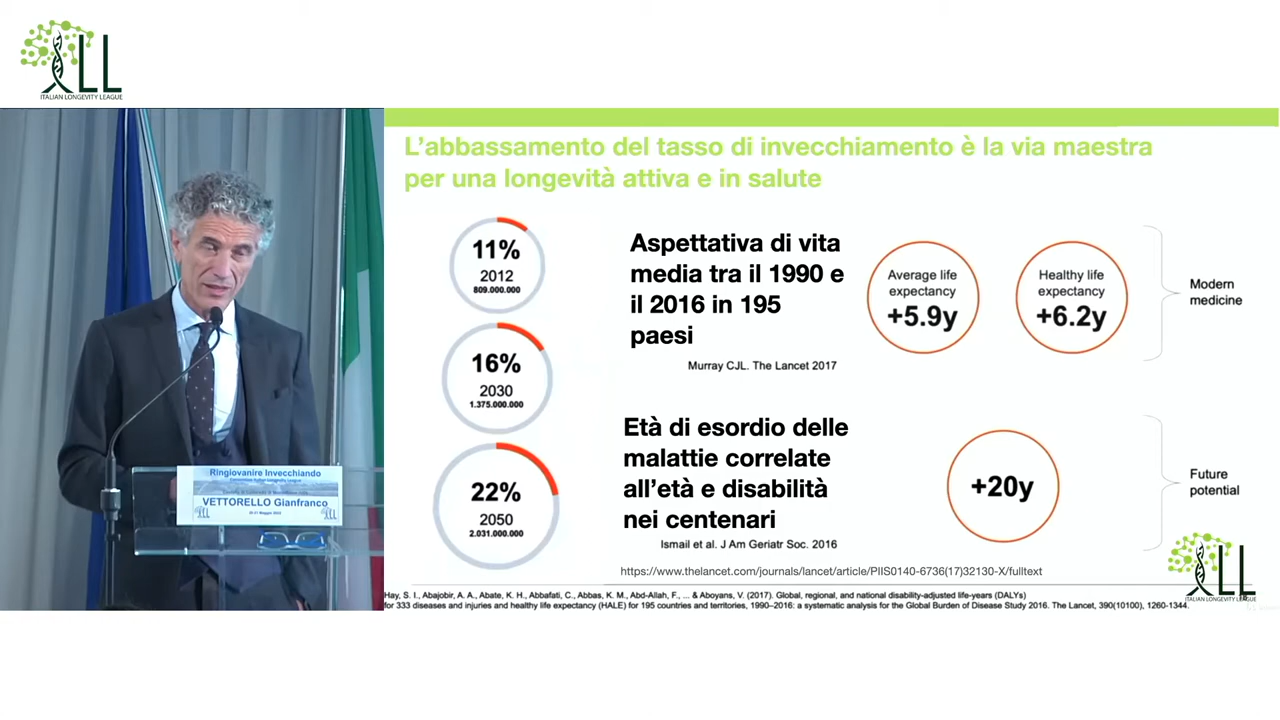 LL
ITALIAN LONGEVITY LEAGUE
L'abbassamento del tasso di invecchiamento è la via maestra
per una longevità attiva e in salute
11%
2012
809.000.000
16%
2030
1.375.000.000
22%
2050
2.031.000.000
Aspettativa di vita
media tra il 1990 e
il 2016 in 195
paesi
Murray CJL. The Lancet 2017
Average life
expectancy
+5.9y
Healthy life
expectancy
+6.2y
Modern
medicine
Età di esordio delle
malattie correlate
all'età e disabilità
nei centenari
Ismail et al. J Am Geriatr Soc. 2016
+20y
Future
potential
https://www.thelancet.com/journals/lancet/article/PIIS0140-6736(17)32130-X/fulltext
Hay, S. I., Abajobir, A. A., Abate, K. H., Abbafati, C., Abbas, K. M., Abd-Allah, F., ... & Aboyans, V. (2017). Global, regional, and national disability-adjusted life-years (DALYs)
for 333 diseases and injuries and healthy life expectancy (HALE) for 195 countries and territories, 1990–2016: a systematic analysis for the Global Burden of Disease Study 2016. The Lancet, 390(10100), 1260-1344.
LL
ITALIAN LONGEVITY LEAGUE
Ringiovanire Invecchiando
VETTORELLO Gianfranco